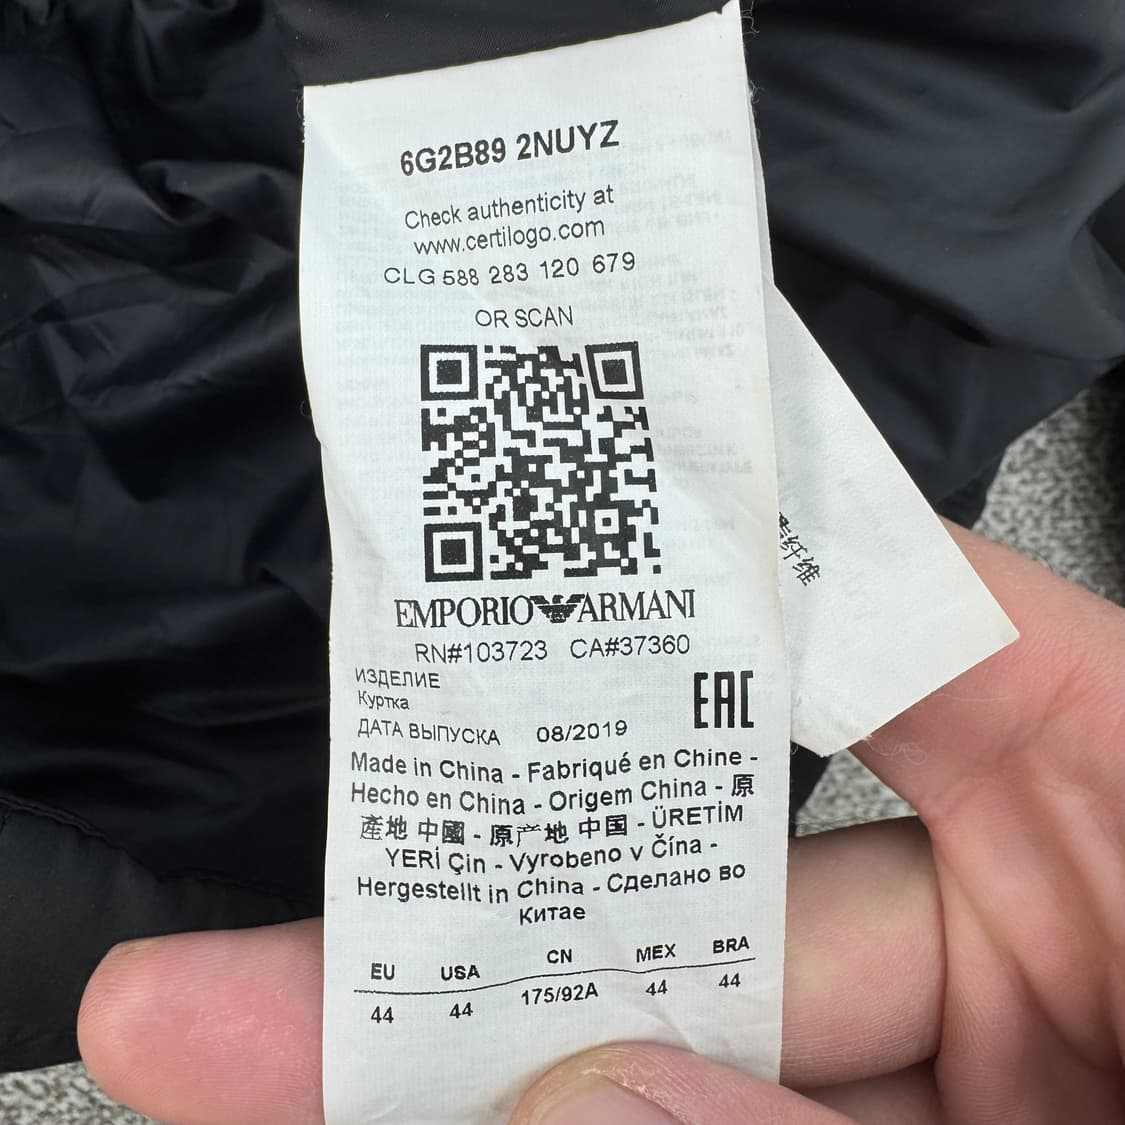 6G2B89 2NUYZ
Check authenticity at
www.certilogo.com
CLG 588 283 120 679
OR SCAN
EMPORIO ARMANI
RN#103723 CA#37360
ИЗДЕЛИЕ
Куртка
EAC
ДАТА ВЫПУСКА 08/2019
Made in China - Fabriqué en Chine -
Hecho en China - Origem China - 原
產地 中國 - 原产地 中国 - ÜRETİM
YERİ Çin - Vyrobeno v Čína -
Hergestellt in China - Сделано во
Китае
EU USA CN MEX BRA
44 44 175/92A 44 44
纤维